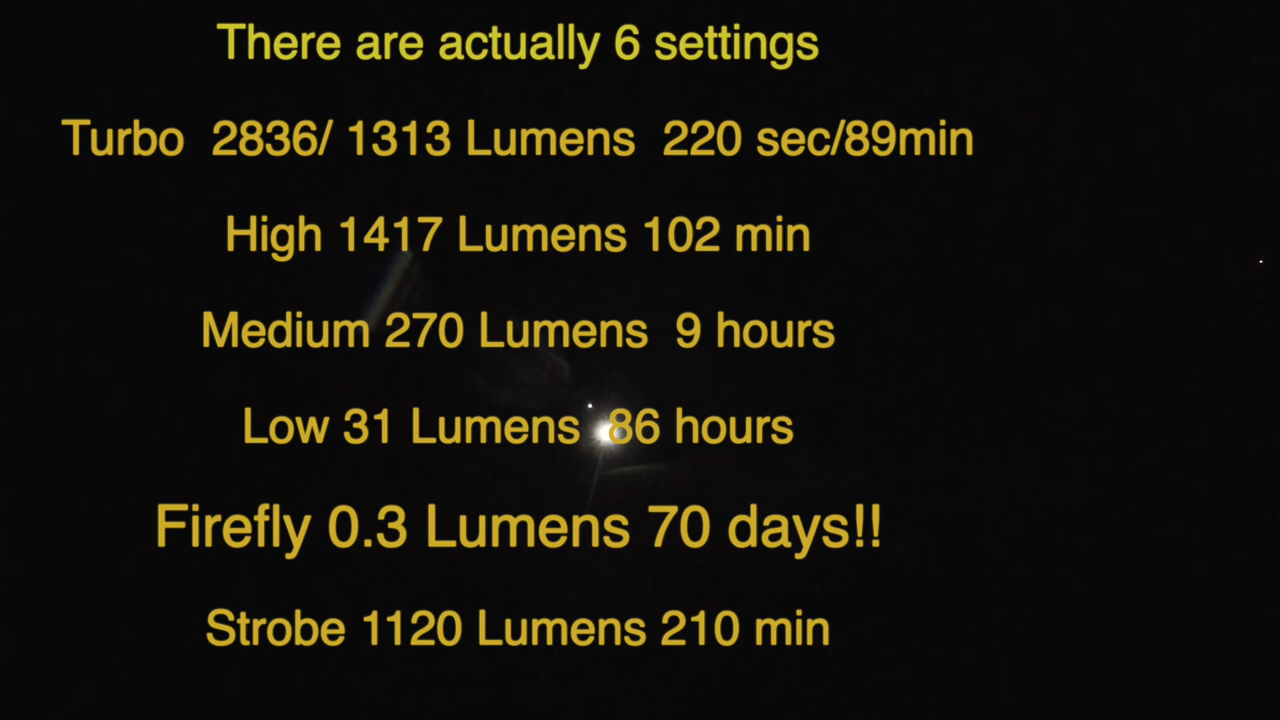 There are actually 6 settings
Turbo 2836/ 1313 Lumens 220 sec/89min
High 1417 Lumens 102 min
Medium 270 Lumens 9 hours
Low 31 Lumens 86 hours
Firefly 0.3 Lumens 70 days!!
Strobe 1120 Lumens 210 min